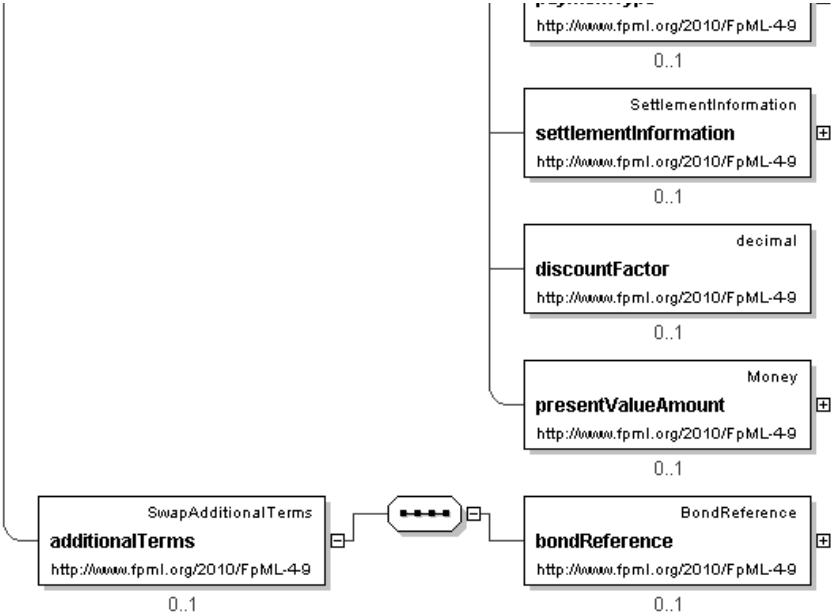 paymentType
http://www.fpml.org/2010/FpML-4-9
0..1
SettlementInformation
settlementInformation
http://www.fpml.org/2010/FpML-4-9
0..1
decimal
discountFactor
http://www.fpml.org/2010/FpML-4-9
0..1
Money
presentValueAmount
http://www.fpml.org/2010/FpML-4-9
0..1
SwapAdditionalTerms
additionalTerms
http://www.fpml.org/2010/FpML-4-9
0..1
BondReference
bondReference
http://www.fpml.org/2010/FpML-4-9
0..1